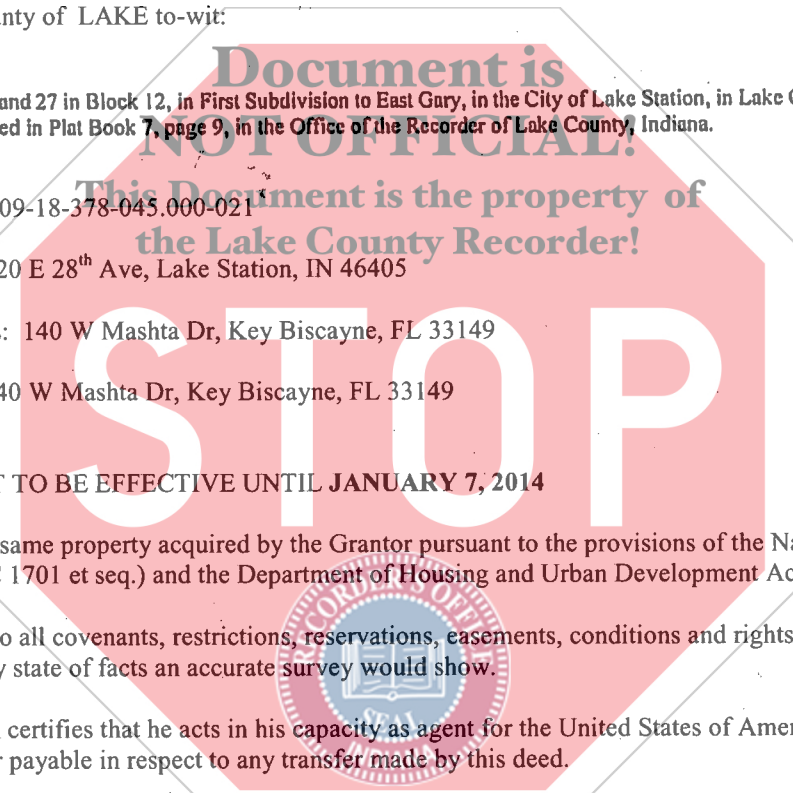 nty of LAKE to-wit:
Document is
and 27 in Block 12, in First Subdivision to East Gary, in the City of Lake Station, in Lake
ed in Plat Book 7, page 9, in the Office of the Recorder of Lake County, Indiana.
NOT OFFICIAL!
This Document is the property of
09-18-378-045.000-021
the Lake County Recorder!
20 E 28th Ave, Lake Station, IN 46405
: 140 W Mashta Dr, Key Biscayne, FL 33149
40 W Mashta Dr, Key Biscayne, FL 33149
STOP
T TO BE EFFECTIVE UNTIL JANUARY 7, 2014
same property acquired by the Grantor pursuant to the provisions of the Na
1701 et seq.) and the Department of Housing and Urban Development Ac
RECORDER'S OFFICE
o all covenants, restrictions, reservations, easements, conditions and rights
y state of facts an accurate survey would show.
SEAL
INDIANA
certifies that he acts in his capacity as agent for the United States of Amer
r payable in respect to any transfer made by this deed.